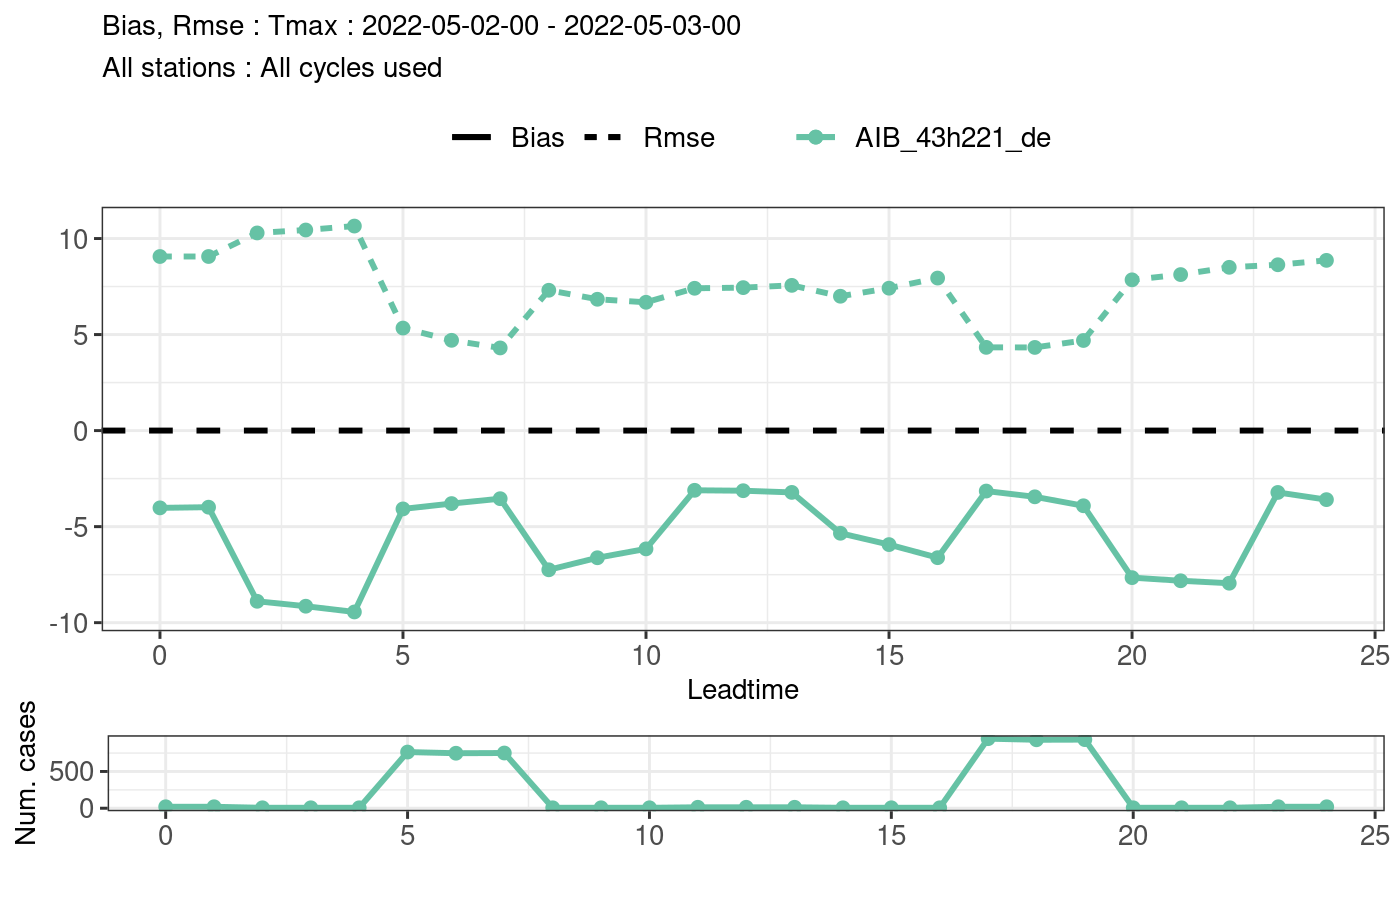 Bias, Rmse : Tmax : 2022-05-02-00 - 2022-05-03-00
All stations : All cycles used
Bias Rmse AIB_43h221_de
10
5
0
-5
-10
0 5 10 15 20 25
Leadtime
Num. cases
500
0
0 5 10 15 20 25